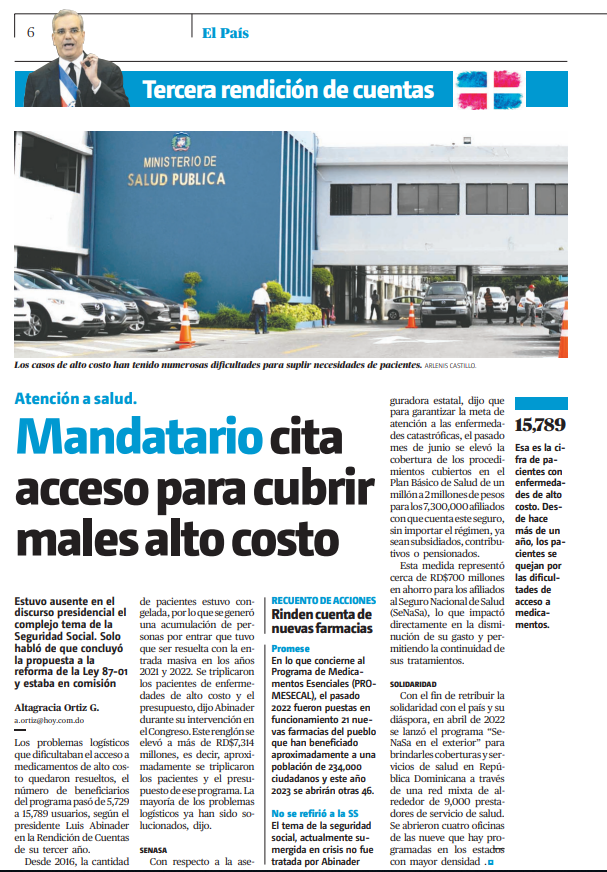 6
El País
Tercera rendición de cuentas
MINISTERIO DE
SALUD PUBLICA
Los casos de alto costo han tenido numerosas dificultades para suplir necesidades de pacientes. ARLENIS CASTILLO.
Atención a salud.
Mandatario cita
acceso para cubrir
males alto costo
Estuvo ausente en el
discurso presidencial el
complejo tema de la
Seguridad Social. Solo
habló de que concluyó
la propuesta a la
reforma de la Ley 87-01
y estaba en comisión
Altagracia Ortiz G.
a.ortiz@hoy.com.do
Los problemas logísticos
que dificultaban el acceso a
medicamentos de alto cos-
to quedaron resueltos, el
número de beneficiarios
del programa pasó de 5,729
a 15,789 usuarios, según el
presidente Luis Abinader
en la Rendición de Cuentas
de su tercer año.
Desde 2016, la cantidad
de pacientes estuvo con-
gelada, por lo que se generó
una acumulación de per-
sonas por entrar que tuvo
que ser resuelta con la en-
trada masiva en los años
2021 y 2022. Se triplicaron
los pacientes de enferme-
dades de alto costo y el
presupuesto, dijo Abinader
durante su intervención en
el Congreso. Este renglón se
elevó a más de RD$7,314
millones, es decir, aproxi-
madamente se triplicaron
los pacientes y el presu-
puesto de ese programa. La
mayoría de los problemas
logísticos ya han sido so-
lucionados, dijo.
SENASA
Con respecto a la ase-
RECUENTO DE ACCIONES
Rinden cuenta de
nuevas farmacias
Promese
En lo que concierne al
Programa de Medica-
mentos Esenciales (PRO-
MESECAL), el pasado
2022 fueron puestas en
funcionamiento 21 nue-
vas farmacias del pueblo
que han beneficiado
aproximadamente a una
población de 234,000
ciudadanos y este año
2023 se abrirán otros 46.
No se refirió a la SS
El tema de la seguridad
social, actualmente su-
mergida en crisis no fue
tratada por Abinader
guradora estatal, dijo que
para garantizar la meta de
atención a las enfermeda-
des catastróficas, el pasado
mes de junio se elevó la
cobertura de los procedi-
mientos cubiertos en el
Plan Básico de Salud de un
millón a 2 millones de pesos
para los 7,300,000 afiliados
con que cuenta este seguro,
sin importar el régimen, ya
sean subsidiados, contribu-
tivos o pensionados.
Esta medida representó
cerca de RD$700 millones
en ahorro para los afiliados
al Seguro Nacional de Salud
(SeNaSa), lo que impactó
directamente en la dismi-
nución de su gasto y per-
mitiendo la continuidad de
sus tratamientos.
SOLIDARIDAD
Con el fin de retribuir la
solidaridad con el país y su
diáspora, en abril de 2022
se lanzó el programa “Se-
NaSa en el exterior” para
brindarles coberturas y ser-
vicios de salud en Repú-
blica Dominicana a través
de una red mixta de al-
rededor de 9,000 presta-
dores de servicio de salud.
Se abrieron cuatro oficinas
de las nueve que hay pro-
gramadas en los estados
con mayor densidad .
15,789
Esa es la ci-
fra de pa-
cientes con
enfermeda-
des de alto
costo. Des-
de hace
más de un
año, los pa-
cientes se
quejan por
las dificul-
tades de
acceso a
medica-
mentos.